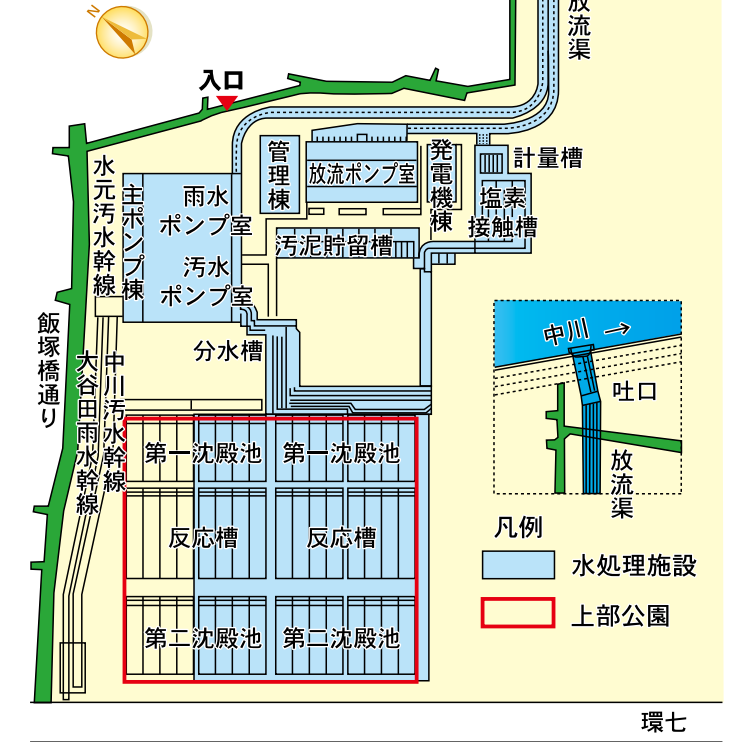 N
放流渠
入口
管理棟
放流ポンプ室
発電機棟
計量槽
塩素
接触槽
水元汚水幹線
主ポンプ棟
雨水
ポンプ室
汚水
ポンプ室
汚泥貯留槽
飯塚橋通り
大谷田雨水幹線
中川汚水幹線
分水槽
中川→
吐口
放流渠
第一沈殿池
第一沈殿池
反応槽
反応槽
第二沈殿池
第二沈殿池
凡例
水処理施設
上部公園
環七